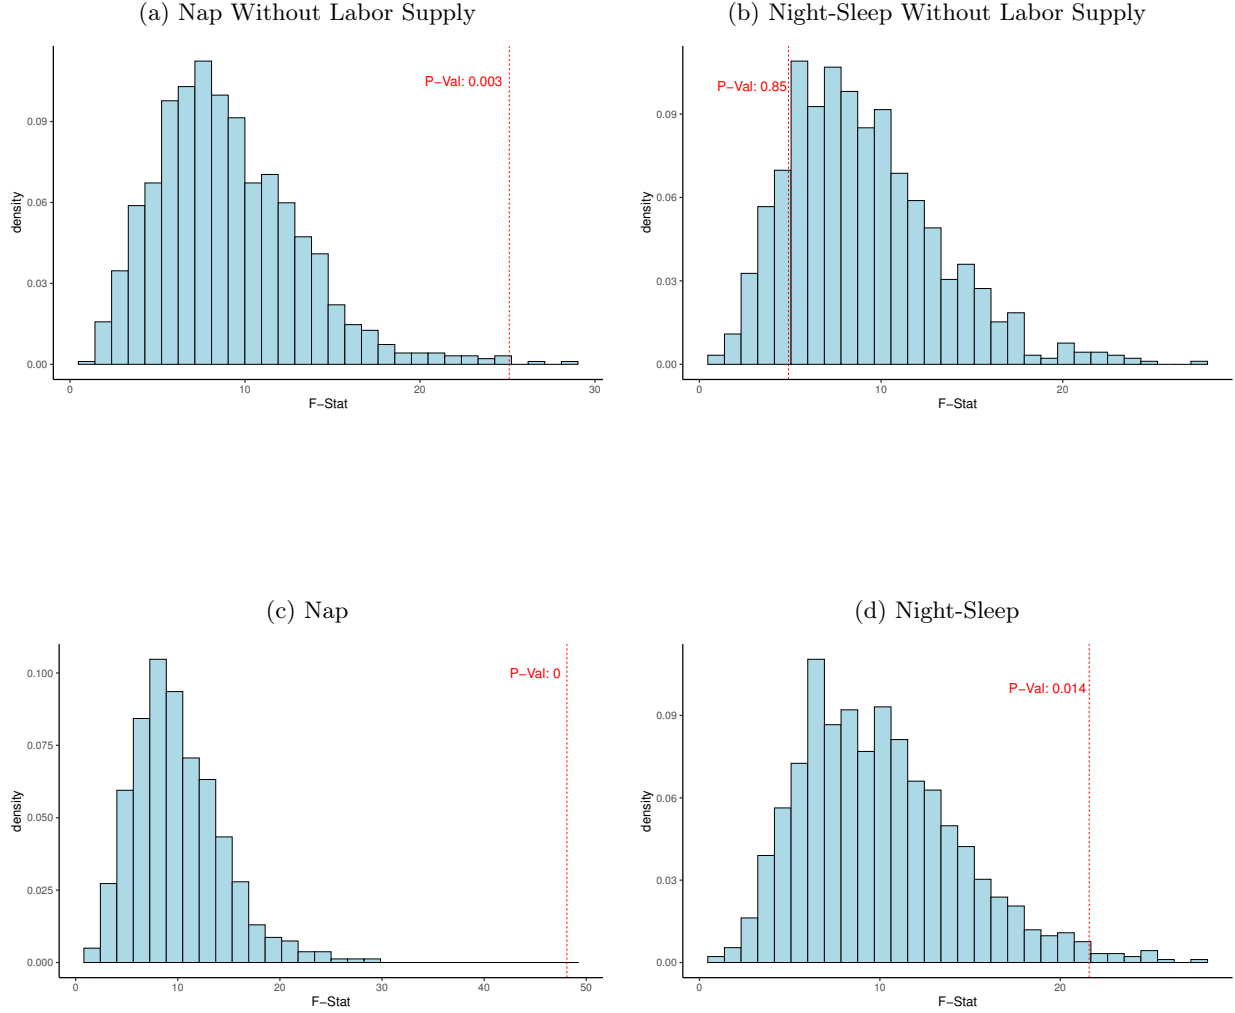 (a) Nap Without Labor Supply
P−Val: 0.003
0.09
0.06
0.03
0.00
density
0
10
20
30
F−Stat
(b) Night-Sleep Without Labor Supply
P−Val: 0.85
0.09
0.06
0.03
0.00
density
0
10
20
F−Stat
(c) Nap
P−Val: 0
0.100
0.075
0.050
0.025
0.000
density
0
10
20
30
40
50
F−Stat
(d) Night-Sleep
P−Val: 0.014
0.09
0.06
0.03
0.00
density
0
10
20
F−Stat